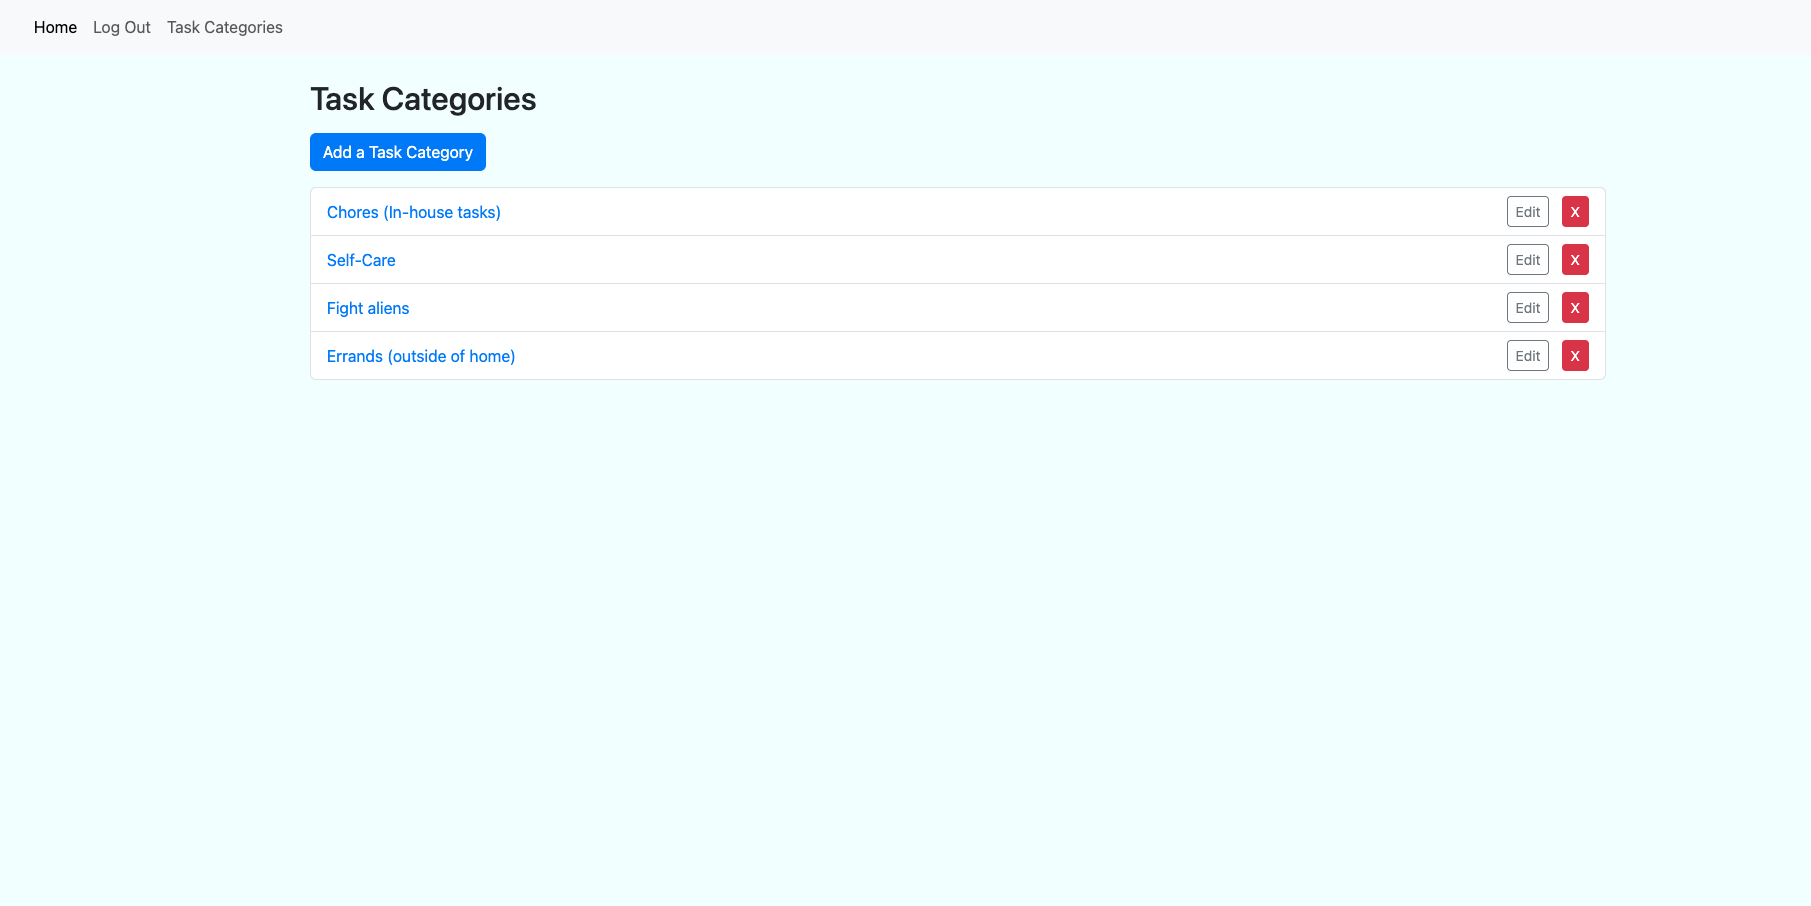 Home Log Out Task Categories
Task Categories
Add a Task Category
Chores (In-house tasks) Edit X
Self-Care Edit X
Fight aliens Edit X
Errands (outside of home) Edit X